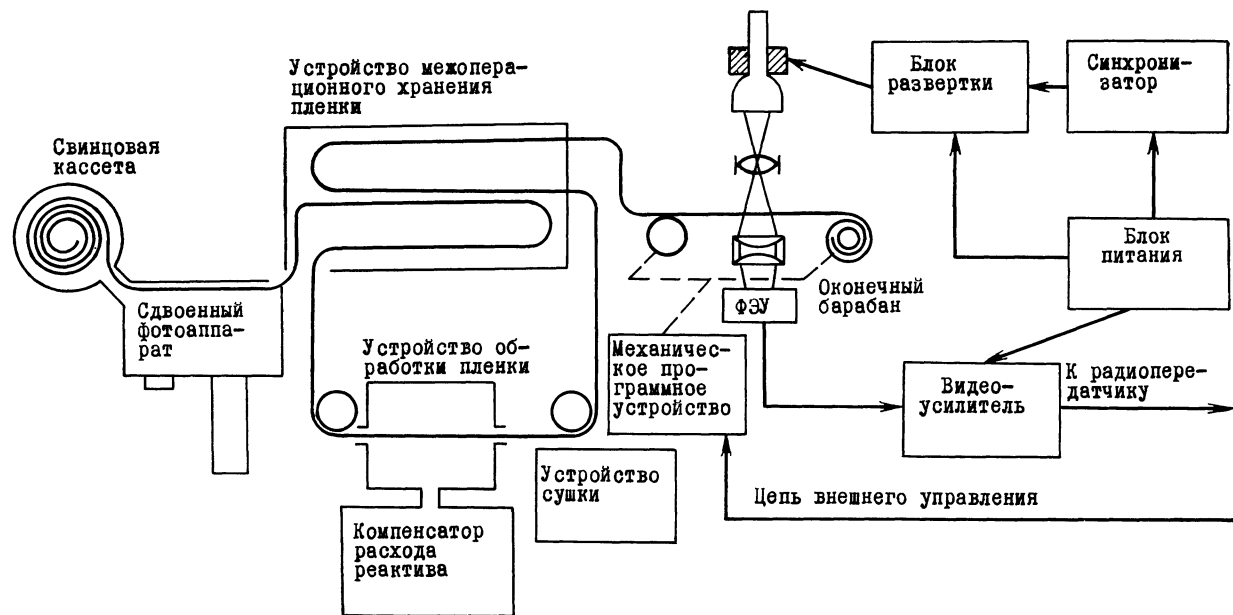 Устройство межопера-
ционного хранения
пленки
Свинцовая
кассета
Блок
развертки
Синхрони-
затор
Блок
питания
Сдвоенный
фотоаппа-
рат
ФЭУ
Оконечный
барабан
Устройство об-
работки пленки
Механичес-
кое про-
граммное
устройство
Видео-
усилитель
К радиопере-
датчику
Устройство
сушки
Цепь внешнего управления
Компенсатор
расхода
реактива